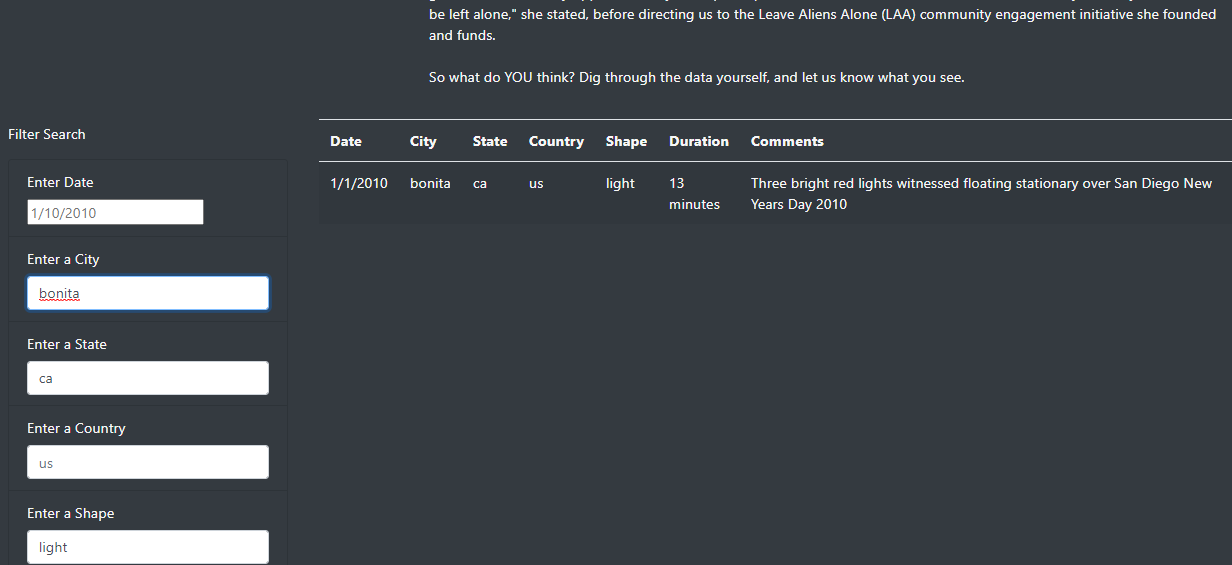 be left alone," she stated, before directing us to the Leave Aliens Alone (LAA) community engagement initiative she founded
and funds.
So what do YOU think? Dig through the data yourself, and let us know what you see.
Filter Search
Enter Date
1/10/2010
Enter a City
bonita
Enter a State
ca
Enter a Country
us
Enter a Shape
light
Date City State Country Shape Duration Comments
1/1/2010 bonita ca us light 13 Three bright red lights witnessed floating stationary over San Diego New
minutes Years Day 2010